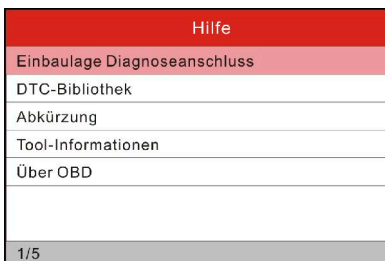 Hilfe
Einbaulage Diagnoseanschluss
DTC-Bibliothek
Abkürzung
Tool-Informationen
Über OBD
1/5